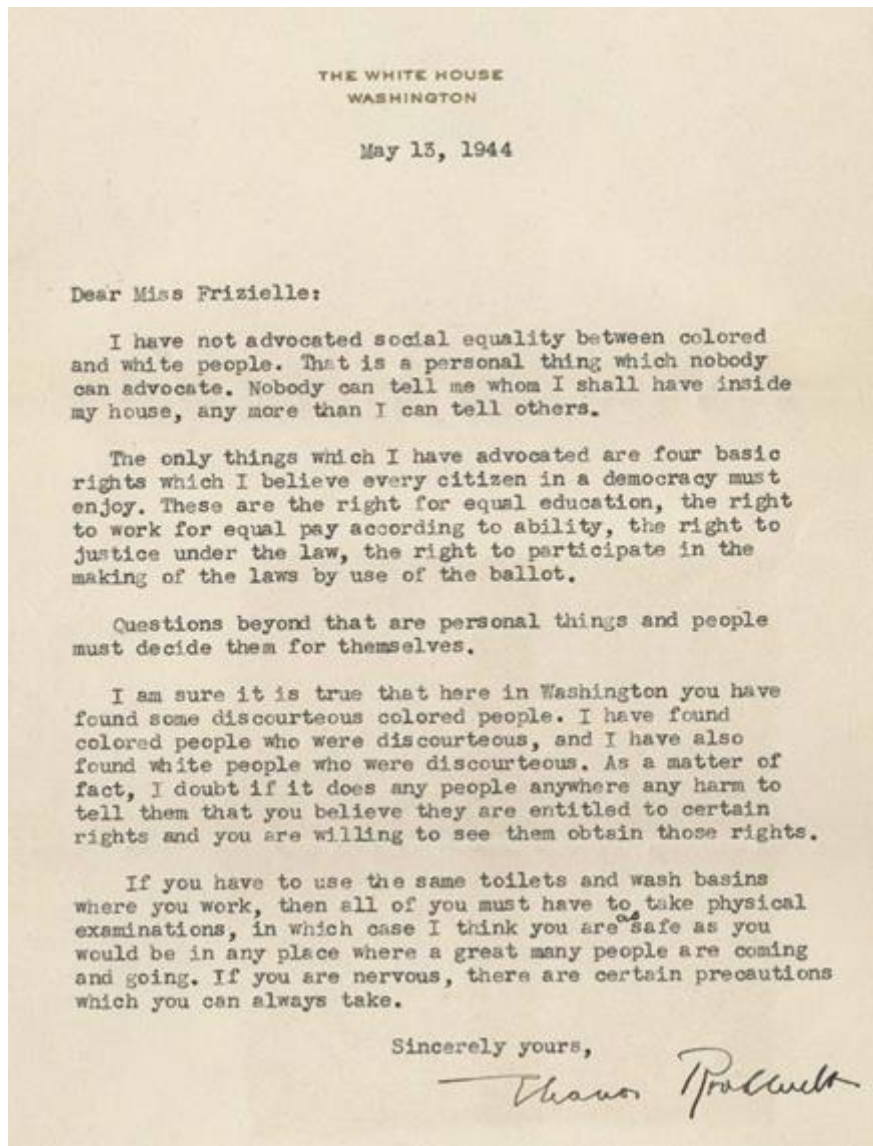 THE WHITE HOUSE
WASHINGTON
May 13, 1944
Dear Miss Frizielle:
I have not advocated social equality between colored
and white people. That is a personal thing which nobody
can advocate. Nobody can tell me whom I shall have inside
my house, any more than I can tell others.
The only things which I have advocated are four basic
rights which I believe every citizen in a democracy must
enjoy. These are the right for equal education, the right
to work for equal pay according to ability, the right to
justice under the law, the right to participate in the
making of the laws by use of the ballot.
Questions beyond that are personal things and people
must decide them for themselves.
I am sure it is true that here in Washington you have
found some discourteous colored people. I have found
colored people who were discourteous, and I have also
found white people who were discourteous. As a matter of
fact, I doubt if it does any people anywhere any harm to
tell them that you believe they are entitled to certain
rights and you are willing to see them obtain those rights.
If you have to use the same toilets and wash basins
where you work, then all of you must have to take physical
examinations, in which case I think you are as safe as you
would be in any place where a great many people are coming
and going. If you are nervous, there are certain precautions
which you can always take.
Sincerely yours,
Eleanor Roosevelt